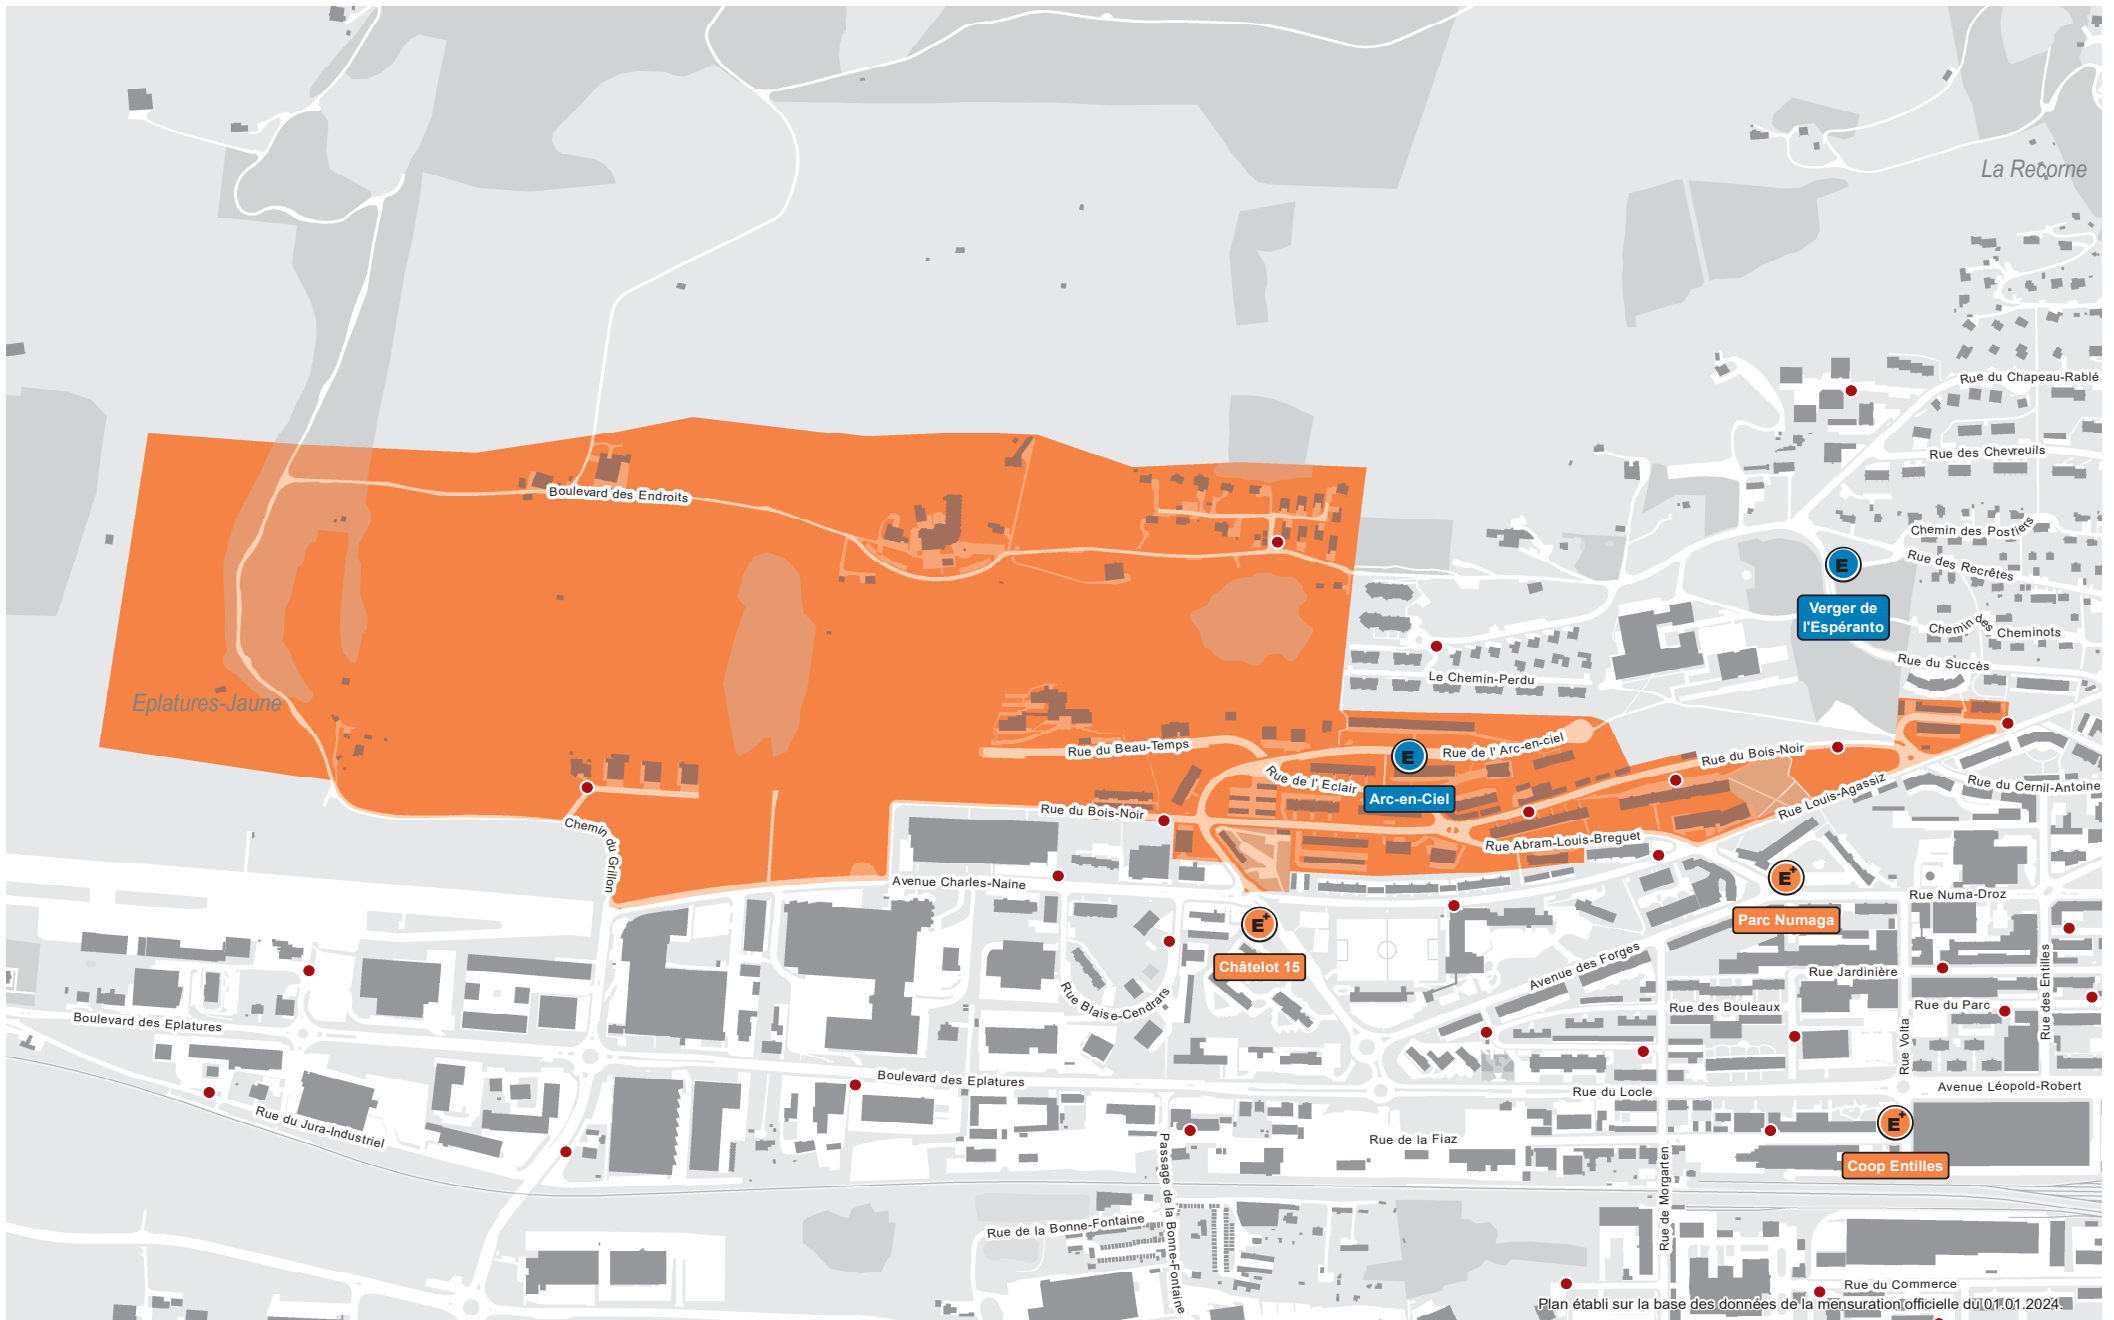 La Recorne
Rue du Chapeau-Rablé
Rue des Chevreuils
Boulevard des Endroits
Chemin des Postiers
Rue des Recrêtes
E
Verger de
l'Espéranto
Chemin des Cheminots
Rue du Succès
Le Chemin-Perdu
Eplatures-Jaune
Rue du Beau-Temps
Rue de l' Arc-en-ciel
Rue du Bois-Noir
E
Rue de l' Eclair
Arc-en-Ciel
Rue du Cernil-Antoine
Rue Louis-Agassiz
Rue du Bois-Noir
Chemin du Grillon
Rue Abram-Louis-Breguet
Avenue Charles-Naine
E+
Parc Numaga
Rue Numa-Droz
E+
Châtelot 15
Avenue des Forges
Rue Jardinière
Rue des Entilles
Rue Blaise-Cendrars
Rue des Bouleaux
Rue du Parc
Boulevard des Eplatures
Rue Volta
Boulevard des Eplatures
Rue du Locle
Avenue Léopold-Robert
Rue du Jura-Industriel
E+
Rue de la Fiaz
Coop Entilles
Passage de la Bonne-Fontaine
Rue de Morgarten
Rue de la Bonne-Fontaine
Rue du Commerce
Plan établi sur la base des données de la mensuration officielle du 01.01.2024.